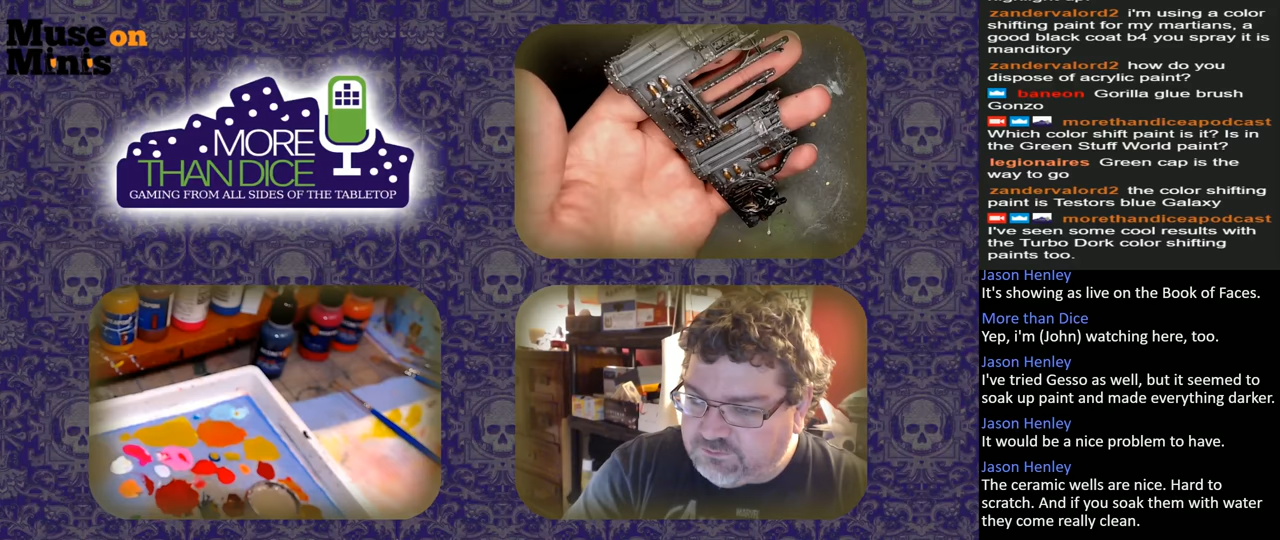 Muse on
Minis
MORE
THAN DICE
GAMING FROM ALL SIDES OF THE TABLETOP
zandervalord2 i'm using a color
shifting paint for my martians, a
good black coat b4 you spray it is
manditory
zandervalord2 how do you
dispose of acrylic paint?
baneon Gorilla glue brush
Gonzo
morethandiceapodcast
Which color shift paint is it? Is in
the Green Stuff World paint?
legionaires Green cap is the
way to go
zandervalord2 the color shifting
paint is Testors blue Galaxy
morethandiceapodcast
I've seen some cool results with
the Turbo Dork color shifting
paints too.
Jason Henley
It's showing as live on the Book of Faces.
More than Dice
Yep, i'm (John) watching here, too.
Jason Henley
I've tried Gesso as well, but it seemed to
soak up paint and made everything darker.
Jason Henley
It would be a nice problem to have.
Jason Henley
The ceramic wells are nice. Hard to
scratch. And if you soak them with water
they come really clean.